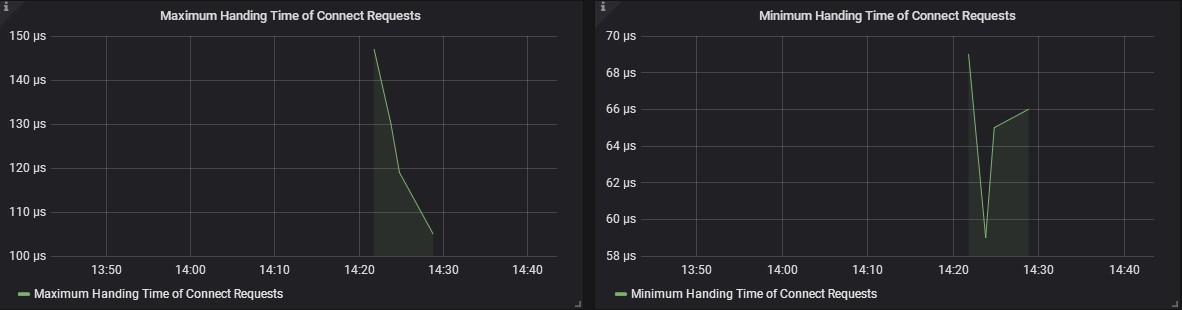 Maximum Handing Time of Connect Requests
150 µs
140 µs
130 µs
120 µs
110 µs
100 µs
13:50 14:00 14:10 14:20 14:30 14:40
Maximum Handing Time of Connect Requests
Minimum Handing Time of Connect Requests
70 µs
68 µs
66 µs
64 µs
62 µs
60 µs
58 µs
13:50 14:00 14:10 14:20 14:30 14:40
Minimum Handing Time of Connect Requests